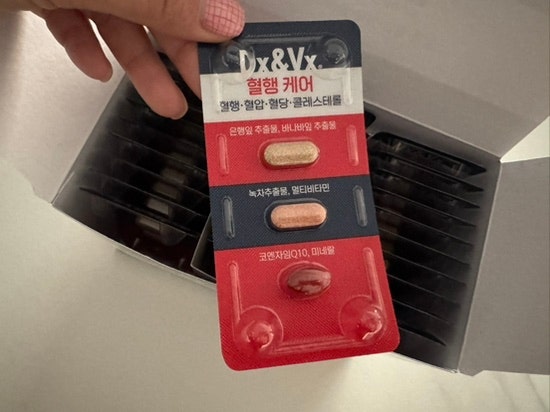 Dx&Vx.
혈행 케어
혈행·혈압·혈당·콜레스테롤
은행잎 추출물, 바나바잎 추출물
녹차추출물, 멀티비타민
코엔자임Q10, 미네랄